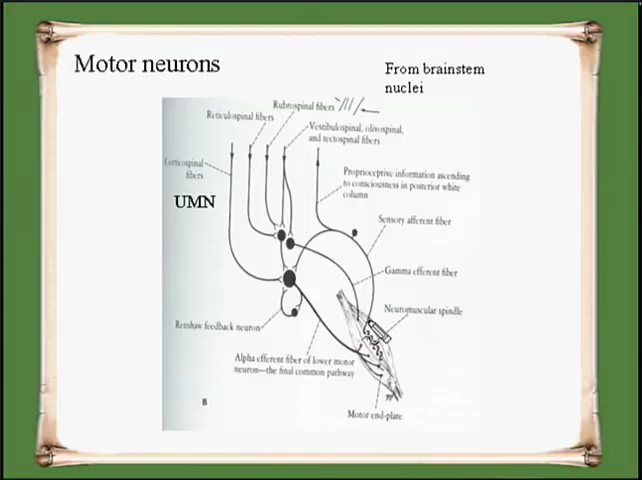 Motor neurons
From brainstem
nuclei
Rubrospinal fibers
Reticulospinal fibers
Vestibulospinal, olivospinal,
and tectospinal fibers
Corticospinal
fibers
Proprioceptive information ascending
to consciousness in posterior white
column
UMN
Sensory afferent fiber
Gamma efferent fiber
Neuromuscular spindle
Renshaw feedback neuron
Alpha efferent fiber of lower motor
neuron—the final common pathway
B
Motor end-plate